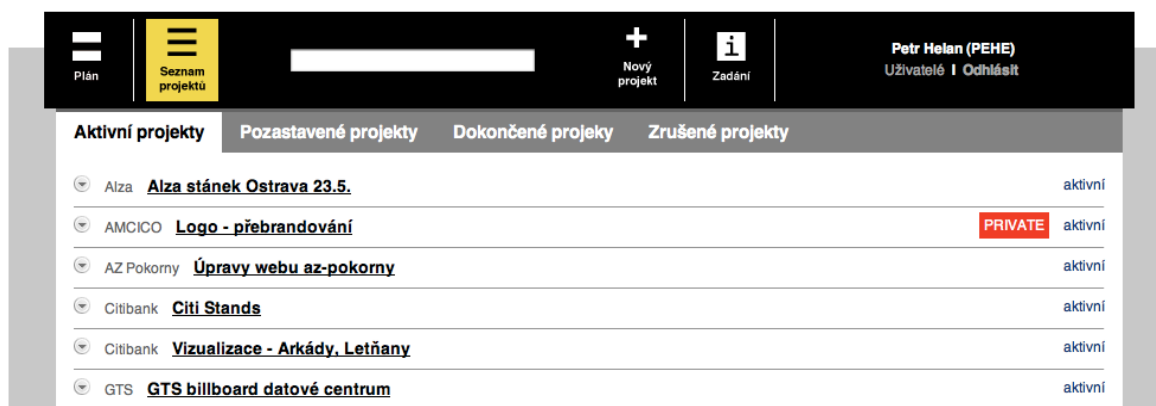 Plán
Seznam
projektů
Nový
projekt
i
Zadání
Petr Helan (PEHE)
Uživatelé I Odhlásit
Aktivní projekty Pozastavené projekty Dokončené projeky Zrušené projekty
Alza Alza stánek Ostrava 23.5. aktivní
AMCICO Logo - přebrandování PRIVATE aktivní
AZ Pokorny Úpravy webu az-pokorny aktivní
Citibank Citi Stands aktivní
Citibank Vizualizace - Arkády, Letňany aktivní
GTS GTS billboard datové centrum aktivní